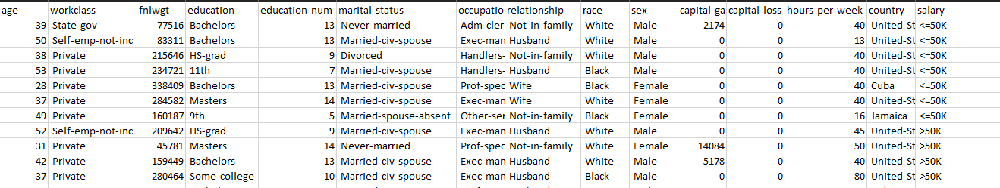 age workclass fnlwgt education education-num marital-status occupatio relationship race sex capital-ga capital-loss hours-per-week country salary
39 State-gov 77516 Bachelors 13 Never-married Adm-cler Not-in-family White Male 2174 0 40 United-St <=50K
50 Self-emp-not-inc 83311 Bachelors 13 Married-civ-spouse Exec-man Husband White Male 0 0 13 United-St <=50K
38 Private 215646 HS-grad 9 Divorced Handlers- Not-in-family White Male 0 0 40 United-St <=50K
53 Private 234721 11th 7 Married-civ-spouse Handlers- Husband Black Male 0 0 40 United-St <=50K
28 Private 338409 Bachelors 13 Married-civ-spouse Prof-spec Wife Black Female 0 0 40 Cuba <=50K
37 Private 284582 Masters 14 Married-civ-spouse Exec-man Wife White Female 0 0 40 United-St <=50K
49 Private 160187 9th 5 Married-spouse-absent Other-ser Not-in-family Black Female 0 0 16 Jamaica <=50K
52 Self-emp-not-inc 209642 HS-grad 9 Married-civ-spouse Exec-man Husband White Male 0 0 45 United-St >50K
31 Private 45781 Masters 14 Never-married Prof-spec Not-in-family White Female 14084 0 50 United-St >50K
42 Private 159449 Bachelors 13 Married-civ-spouse Exec-man Husband White Male 5178 0 40 United-St >50K
37 Private 280464 Some-college 10 Married-civ-spouse Exec-man Husband Black Male 0 0 80 United-St >50K